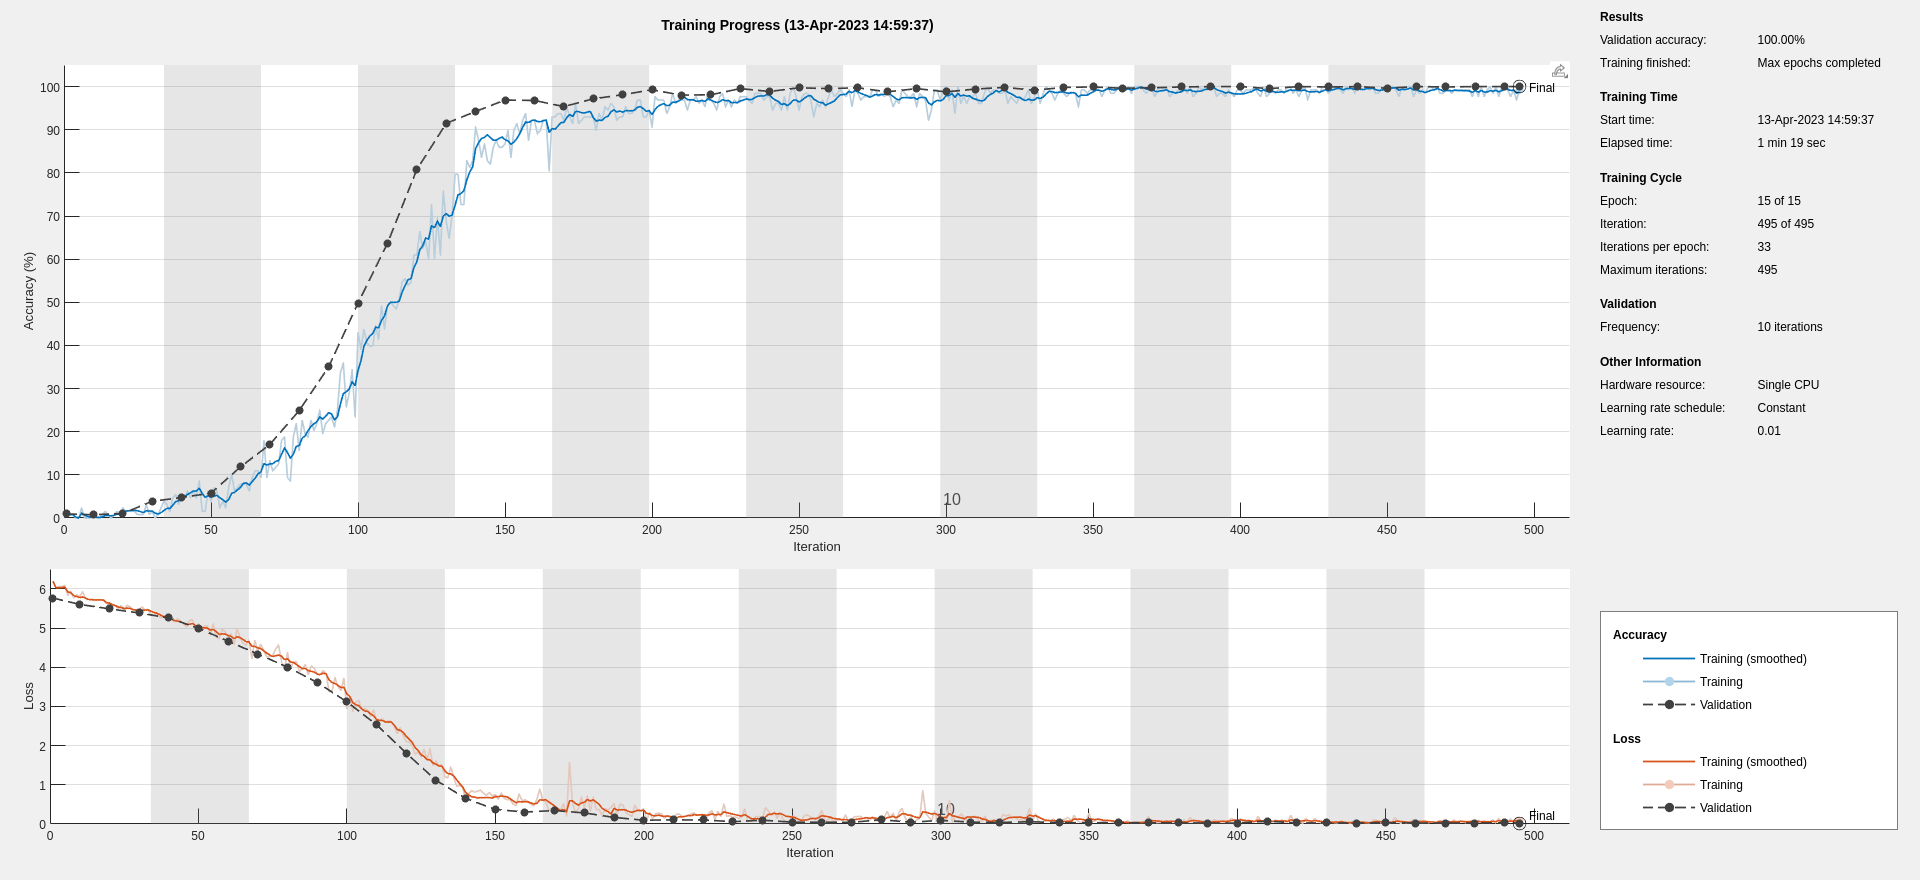 Training Progress (13-Apr-2023 14:59:37)
Accuracy (%)
100
90
80
70
60
50
40
30
20
10
0
Final
10
0 50 100 150 200 250 300 350 400 450 500
Iteration
Loss
6
5
4
3
2
1
0
Final
10
0 50 100 150 200 250 300 350 400 450 500
Iteration
Results
Validation accuracy: 100.00%
Training finished: Max epochs completed
Training Time
Start time: 13-Apr-2023 14:59:37
Elapsed time: 1 min 19 sec
Training Cycle
Epoch: 15 of 15
Iteration: 495 of 495
Iterations per epoch: 33
Maximum iterations: 495
Validation
Frequency: 10 iterations
Other Information
Hardware resource: Single CPU
Learning rate schedule: Constant
Learning rate: 0.01
Accuracy
Training (smoothed)
Training
Validation
Loss
Training (smoothed)
Training
Validation